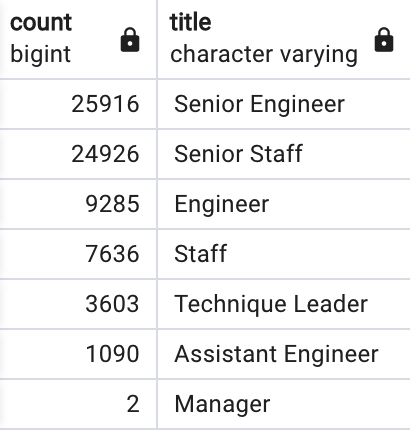 count title
bigint character varying
25916 Senior Engineer
24926 Senior Staff
9285 Engineer
7636 Staff
3603 Technique Leader
1090 Assistant Engineer
2 Manager